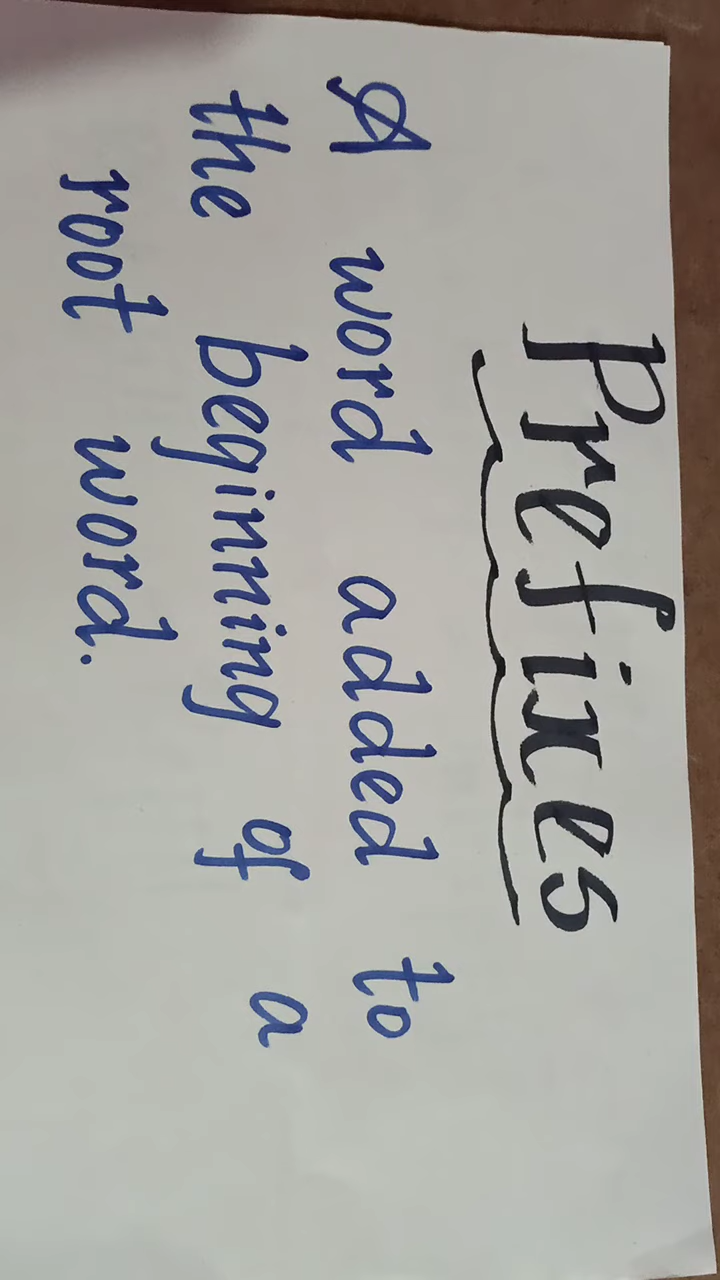 Prefixes
A word added to
the beginning of a
root word.